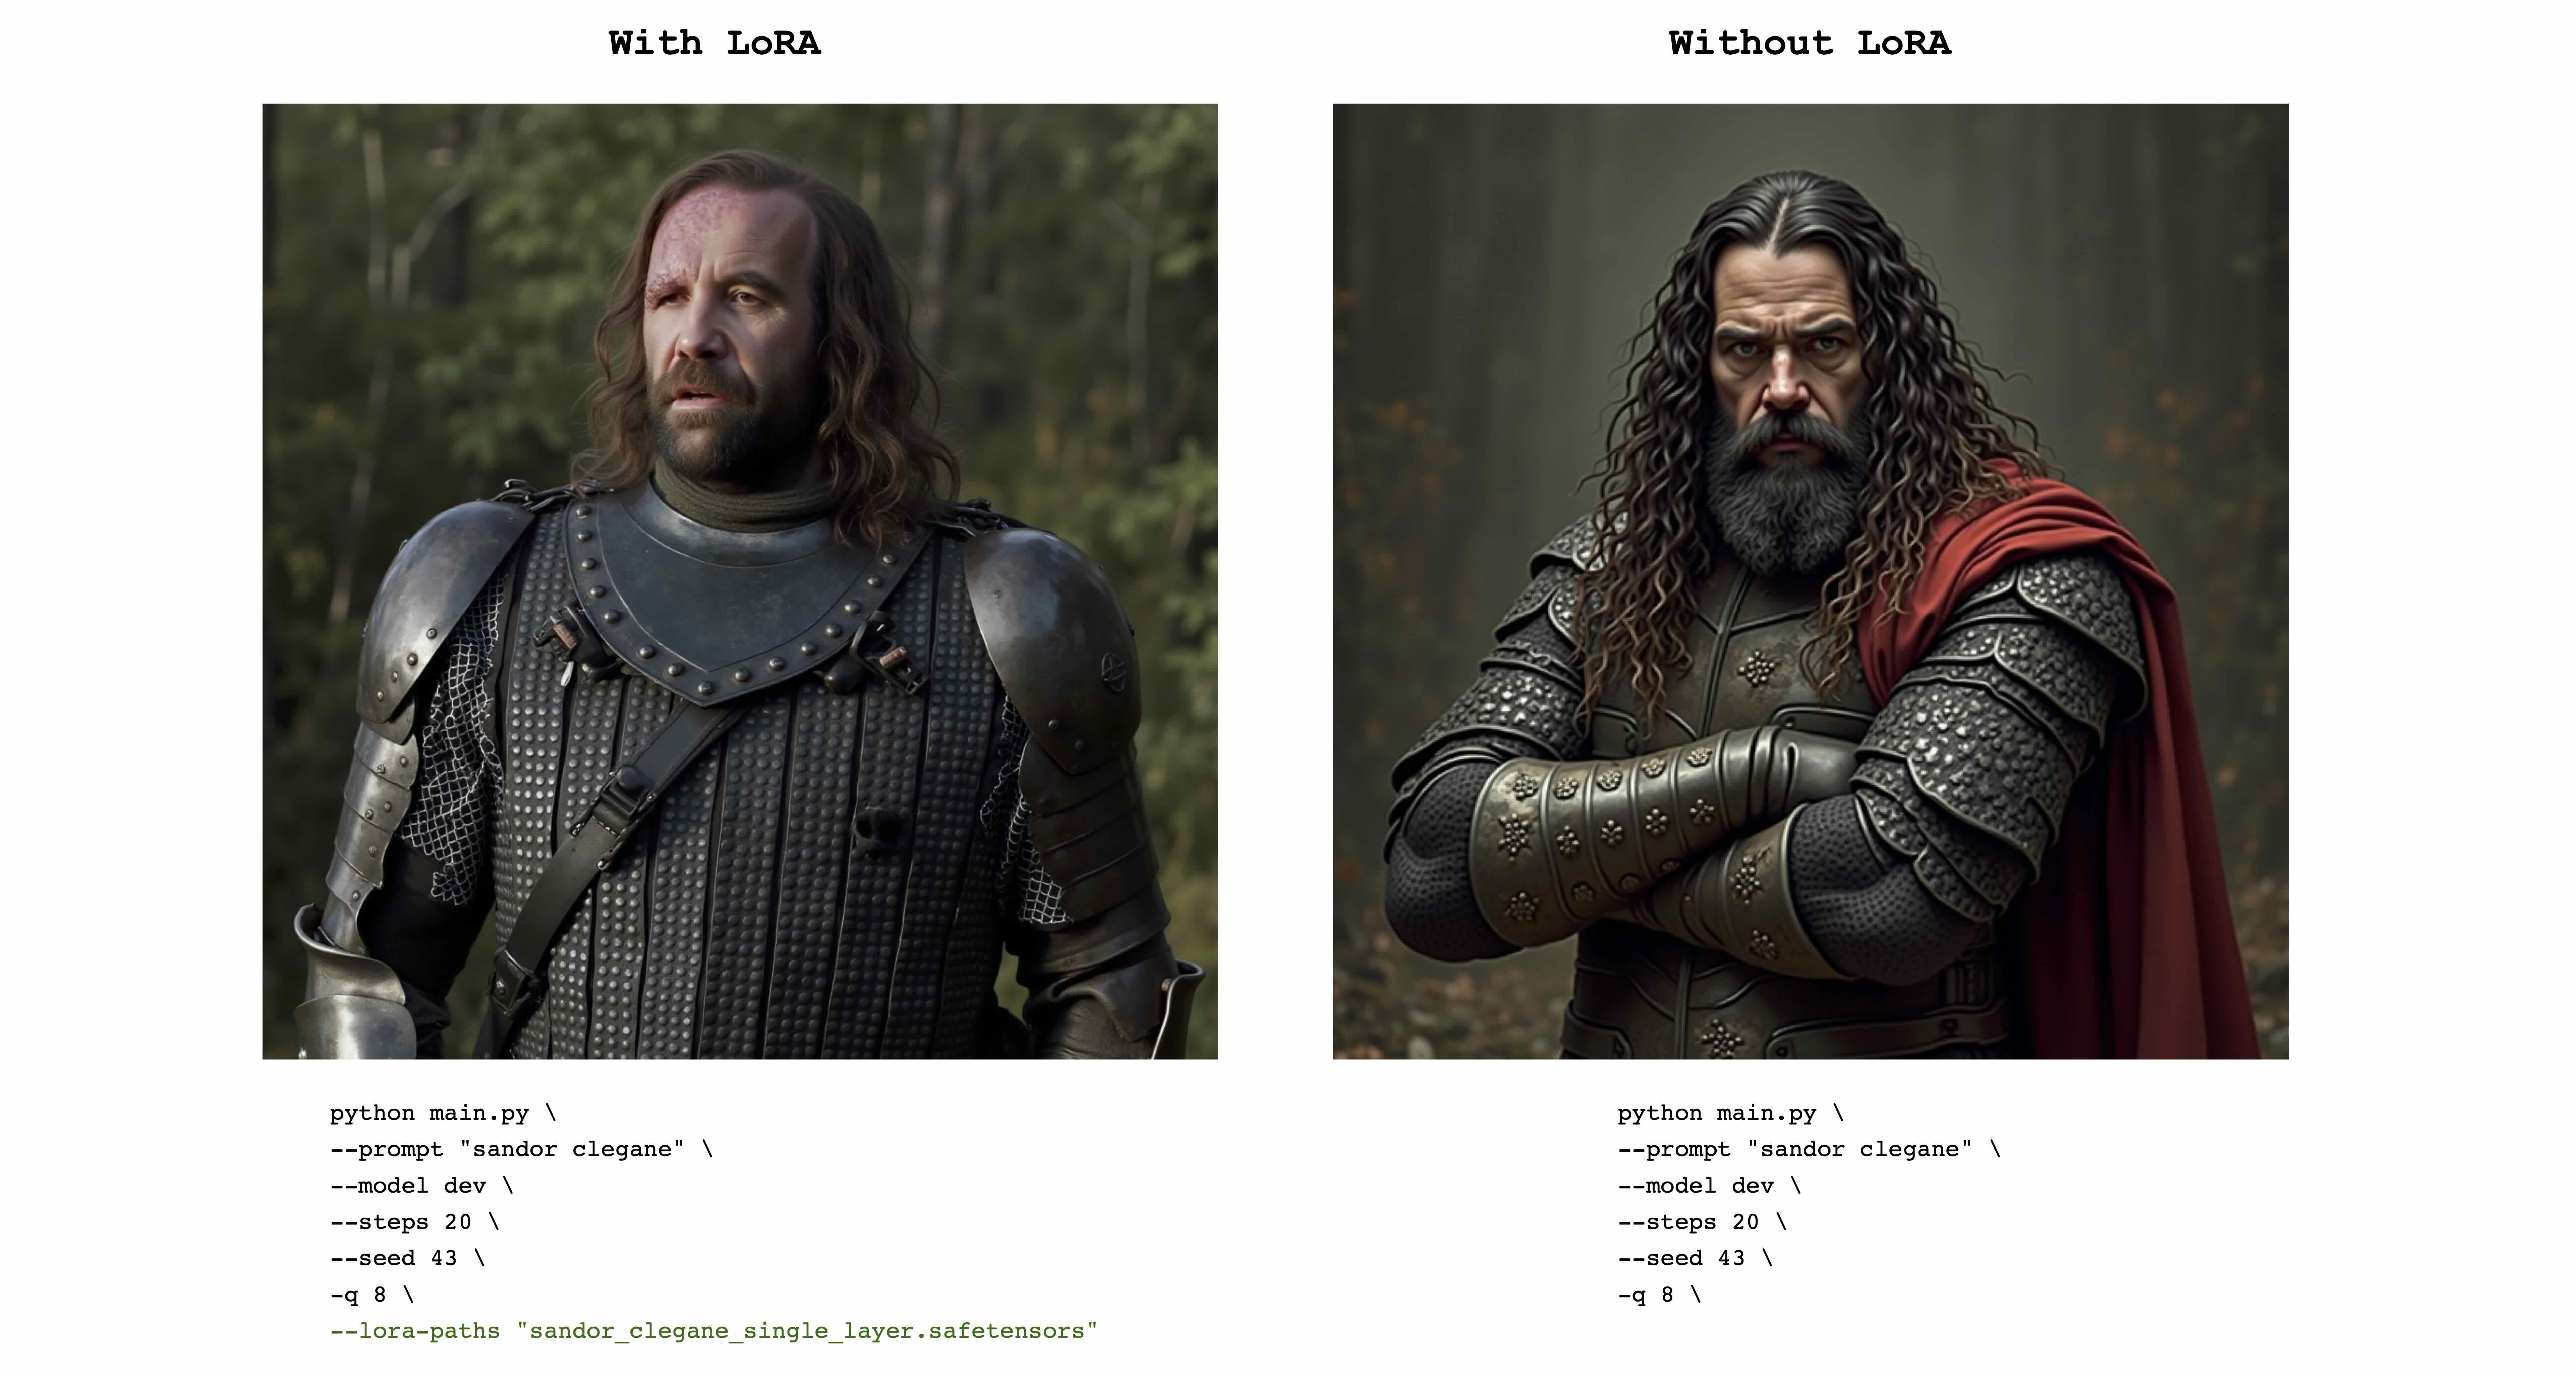 With LoRA
python main.py \
--prompt "sandor clegane" \
--model dev \
--steps 20 \
--seed 43 \
-q 8 \
--lora-paths "sandor_clegane_single_layer.safetensors"
Without LoRA
python main.py \
--prompt "sandor clegane" \
--model dev \
--steps 20 \
--seed 43 \
-q 8 \